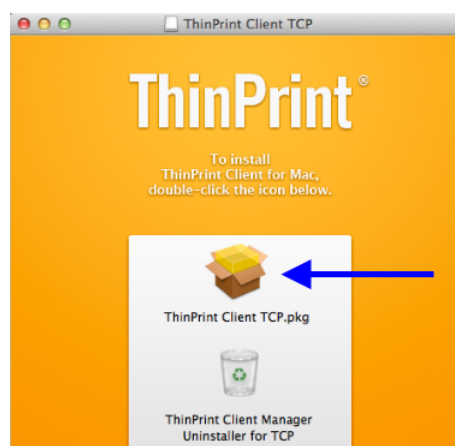 ThinPrint Client TCP
ThinPrint®
To install
ThinPrint Client for Mac,
double-click the icon below.
ThinPrint Client TCP.pkg
ThinPrint Client Manager
Uninstaller for TCP